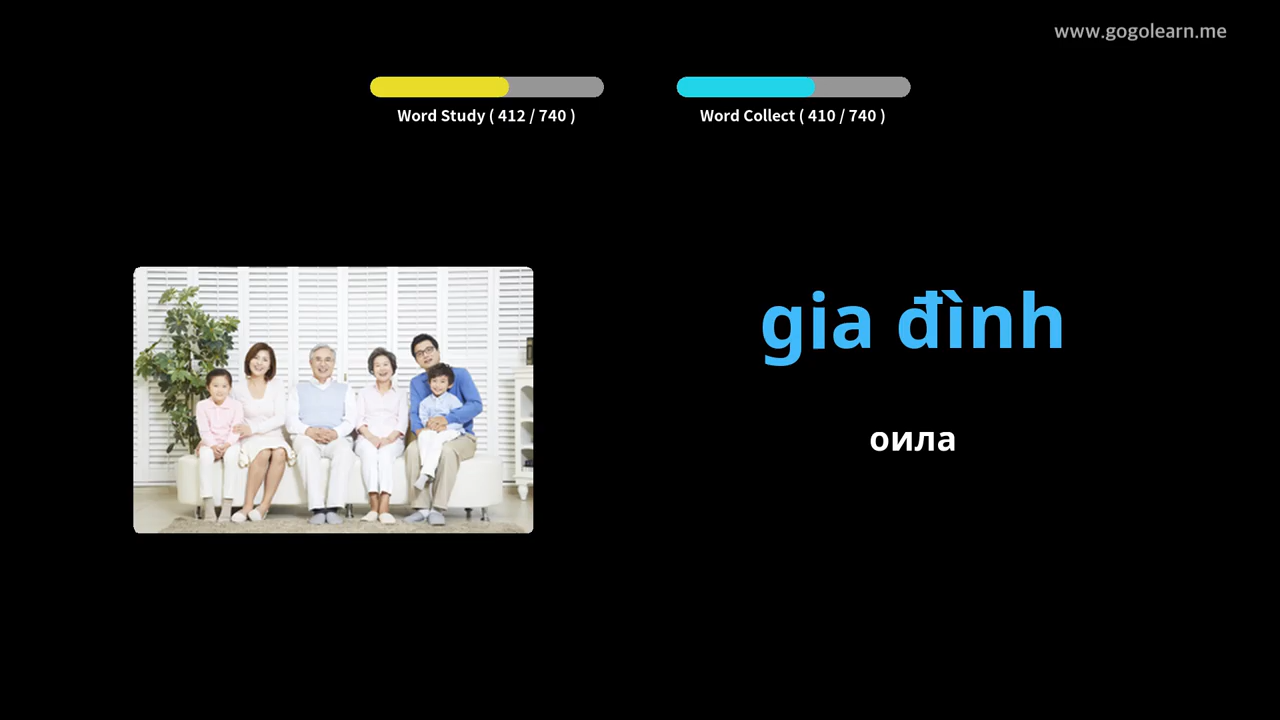 www.gogolearn.me
Word Study ( 412 / 740 )
Word Collect ( 410 / 740 )
gia đình
оила